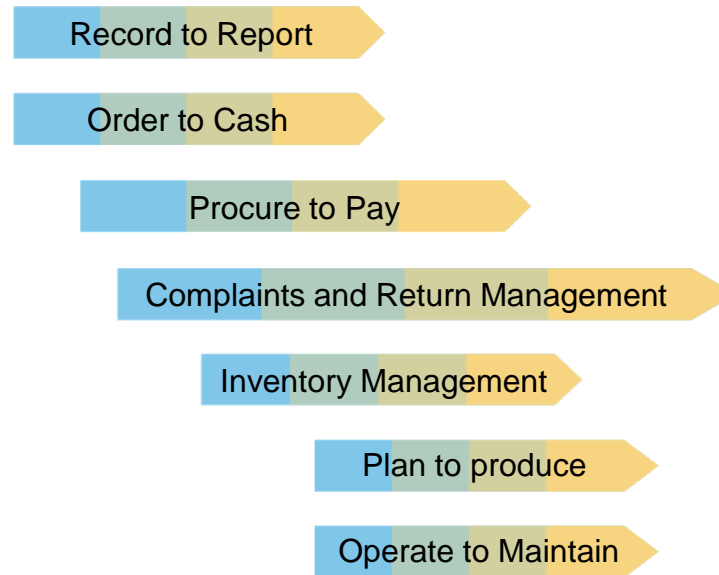 Record to Report
Order to Cash
Procure to Pay
Complaints and Return Management
Inventory Management
Plan to produce
Operate to Maintain